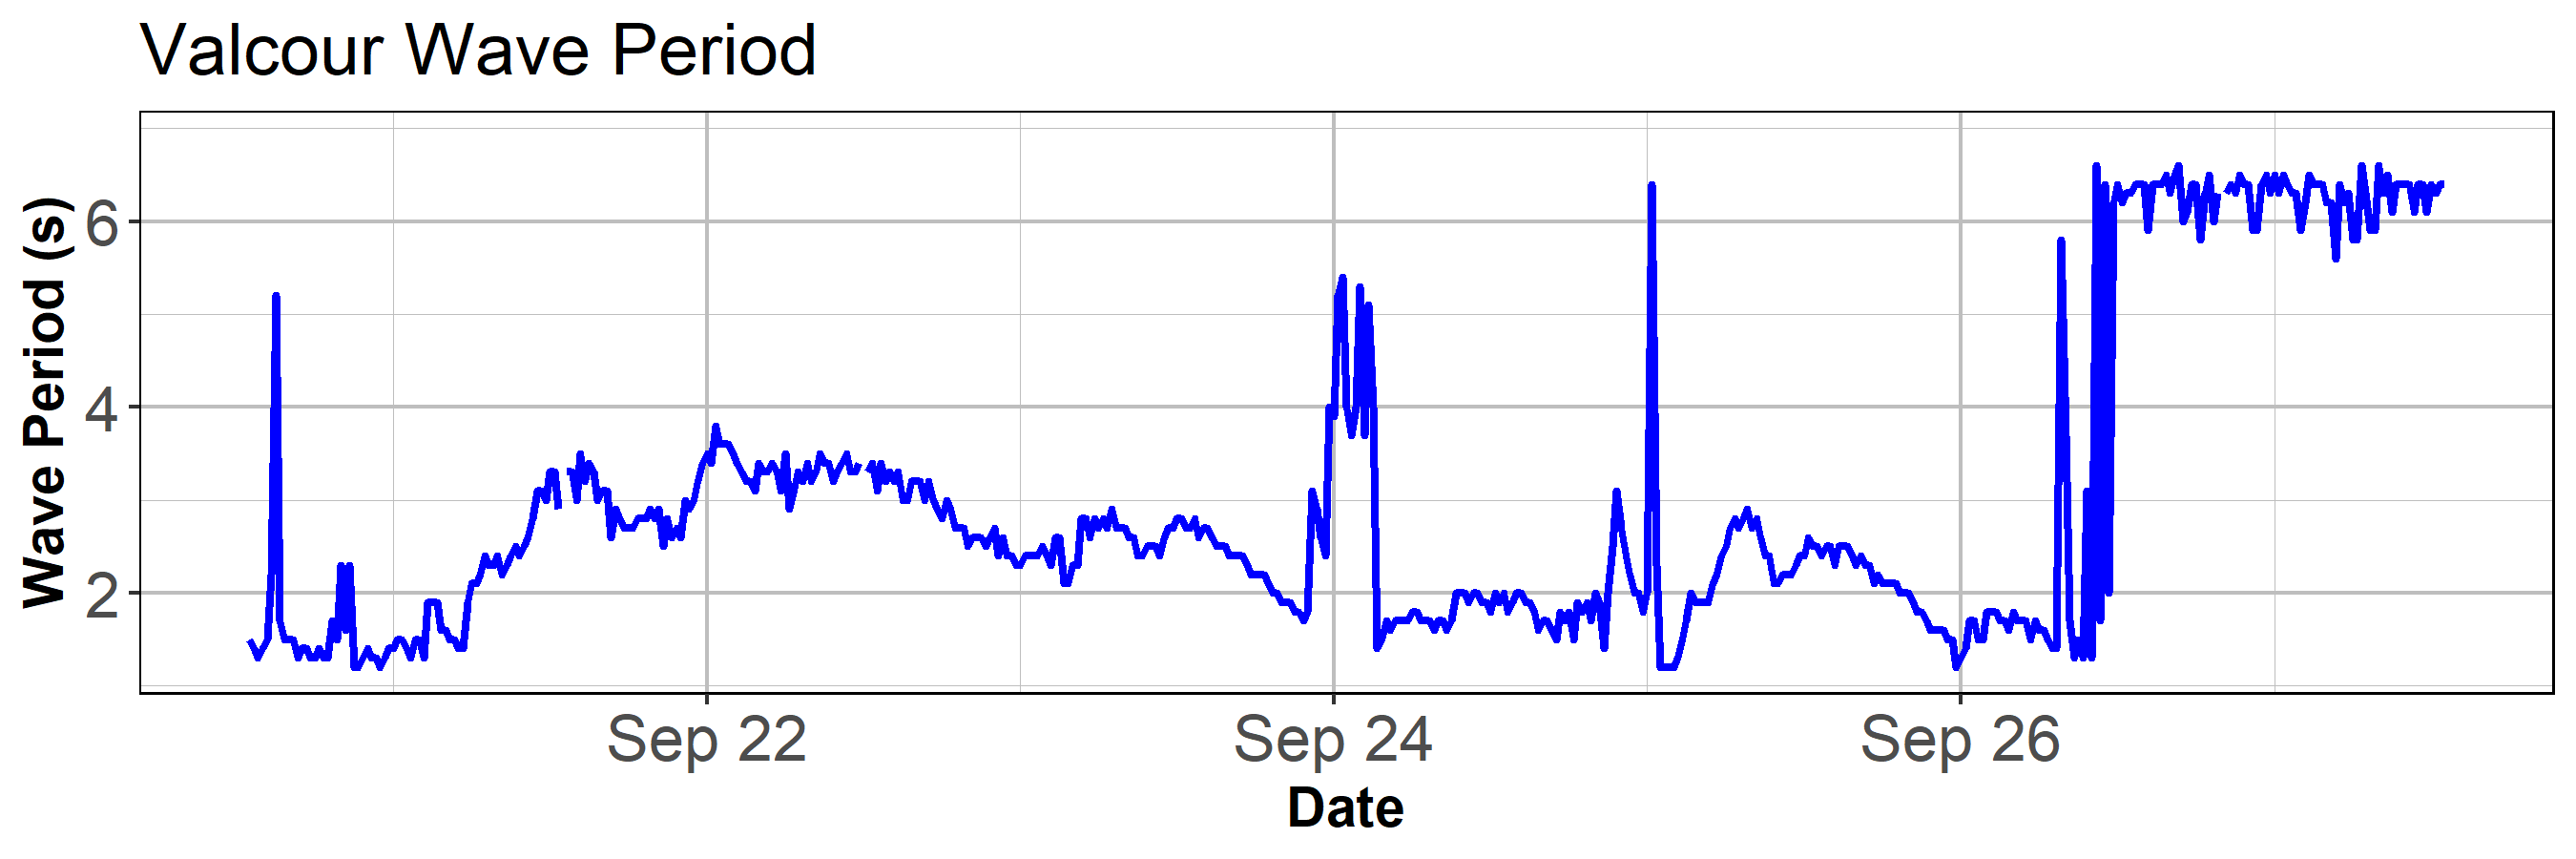 Valcour Wave Period
Wave Period (s)
6
4
2
Sep 22
Sep 24
Sep 26
Date